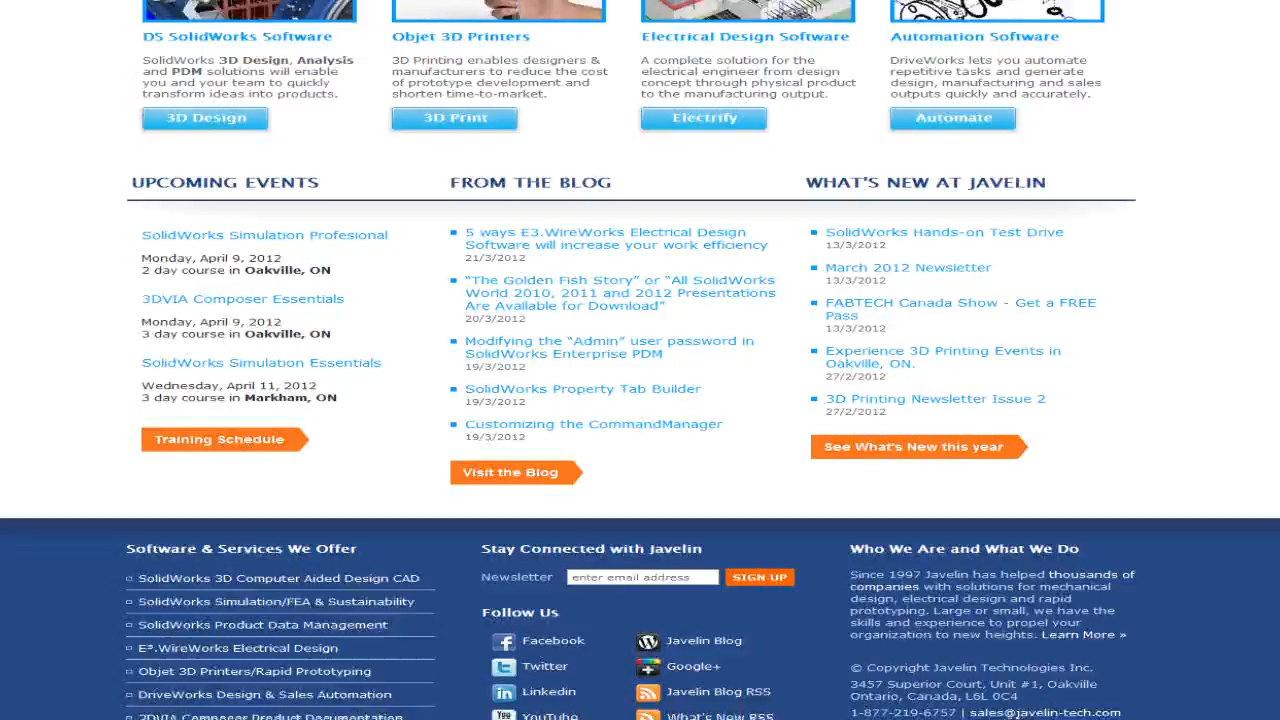 DS SolidWorks Software
SolidWorks 3D Design, Analysis
and PDM solutions will enable
you and your team to quickly
transform ideas into products.
3D Design
Objet 3D Printers
3D Printing enables designers &
manufacturers to reduce the cost
of prototype development and
shorten time-to-market.
3D Print
Electrical Design Software
A complete solution for the
electrical engineer from design
concept through physical product
to the manufacturing output.
Electrify
Automation Software
DriveWorks lets you automate
repetitive tasks and generate
design, manufacturing and sales
outputs quickly and accurately.
Automate
UPCOMING EVENTS
SolidWorks Simulation Profesional
Monday, April 9, 2012
2 day course in Oakville, ON
3DVIA Composer Essentials
Monday, April 9, 2012
3 day course in Oakville, ON
SolidWorks Simulation Essentials
Wednesday, April 11, 2012
3 day course in Markham, ON
Training Schedule
FROM THE BLOG
5 ways E3.WireWorks Electrical Design
Software will increase your work efficiency
21/3/2012
“The Golden Fish Story” or “All SolidWorks
World 2010, 2011 and 2012 Presentations
Are Available for Download”
20/3/2012
Modifying the “Admin” user password in
SolidWorks Enterprise PDM
19/3/2012
SolidWorks Property Tab Builder
19/3/2012
Customizing the CommandManager
19/3/2012
Visit the Blog
WHAT'S NEW AT JAVELIN
SolidWorks Hands-on Test Drive
13/3/2012
March 2012 Newsletter
13/3/2012
FABTECH Canada Show - Get a FREE
Pass
13/3/2012
Experience 3D Printing Events in
Oakville, ON.
27/2/2012
3D Printing Newsletter Issue 2
27/2/2012
See What's New this year
Software & Services We Offer
SolidWorks 3D Computer Aided Design CAD
SolidWorks Simulation/FEA & Sustainability
SolidWorks Product Data Management
E³.WireWorks Electrical Design
Objet 3D Printers/Rapid Prototyping
DriveWorks Design & Sales Automation
3DVIA Composer Product Documentation
Stay Connected with Javelin
Newsletter
enter email address
SIGN UP
Follow Us
Facebook
Javelin Blog
Twitter
Google+
Linkedin
Javelin Blog RSS
YouTube
What's New RSS
Who We Are and What We Do
Since 1997 Javelin has helped thousands of
companies with solutions for mechanical
design, electrical design and rapid
prototyping. Large or small, we have the
skills and experience to propel your
organization to new heights. Learn More »
© Copyright Javelin Technologies Inc.
3457 Superior Court, Unit #1, Oakville
Ontario, Canada, L6L 0C4
1-877-219-6757 | sales@javelin-tech.com